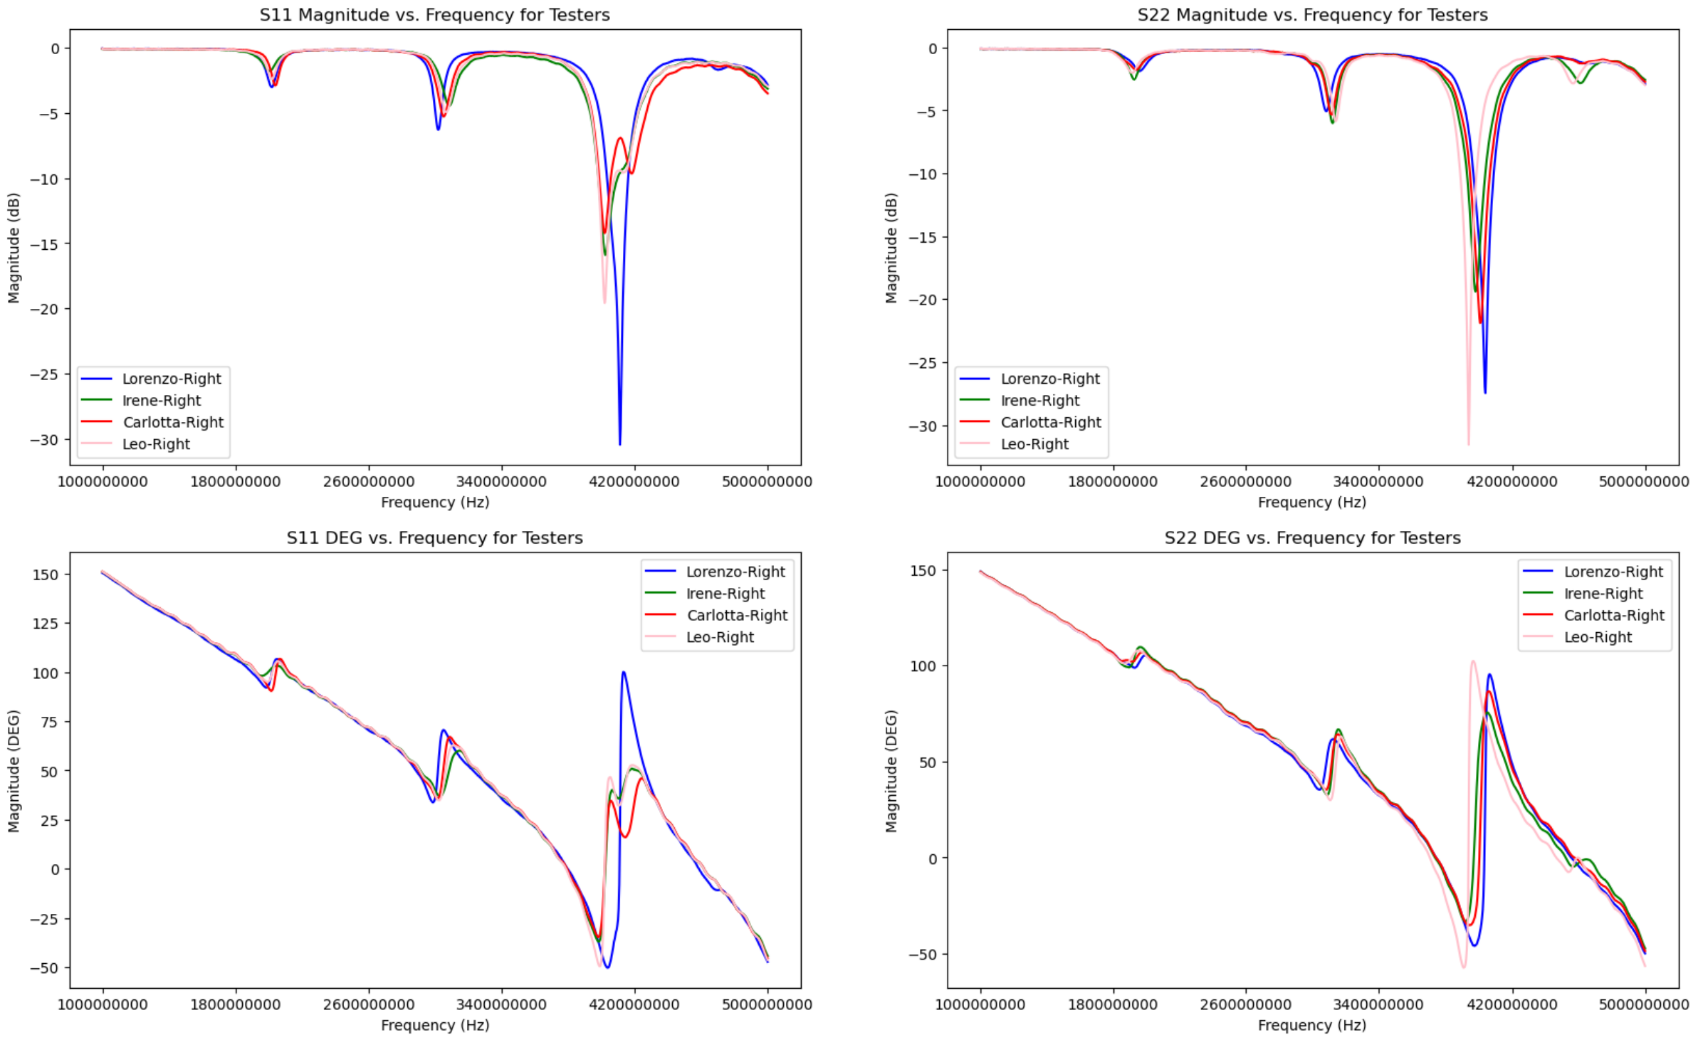 S11 Magnitude vs. Frequency for Testers
0
−5
−10
−15
−20
−25
−30
Magnitude (dB)
Lorenzo-Right
Irene-Right
Carlotta-Right
Leo-Right
1000000000 1800000000 2600000000 3400000000 4200000000 5000000000
Frequency (Hz)
S22 Magnitude vs. Frequency for Testers
0
−5
−10
−15
−20
−25
−30
Magnitude (dB)
Lorenzo-Right
Irene-Right
Carlotta-Right
Leo-Right
1000000000 1800000000 2600000000 3400000000 4200000000 5000000000
Frequency (Hz)
S11 DEG vs. Frequency for Testers
150
125
100
75
50
25
0
−25
−50
Magnitude (DEG)
Lorenzo-Right
Irene-Right
Carlotta-Right
Leo-Right
1000000000 1800000000 2600000000 3400000000 4200000000 5000000000
Frequency (Hz)
S22 DEG vs. Frequency for Testers
150
100
50
0
−50
Magnitude (DEG)
Lorenzo-Right
Irene-Right
Carlotta-Right
Leo-Right
1000000000 1800000000 2600000000 3400000000 4200000000 5000000000
Frequency (Hz)